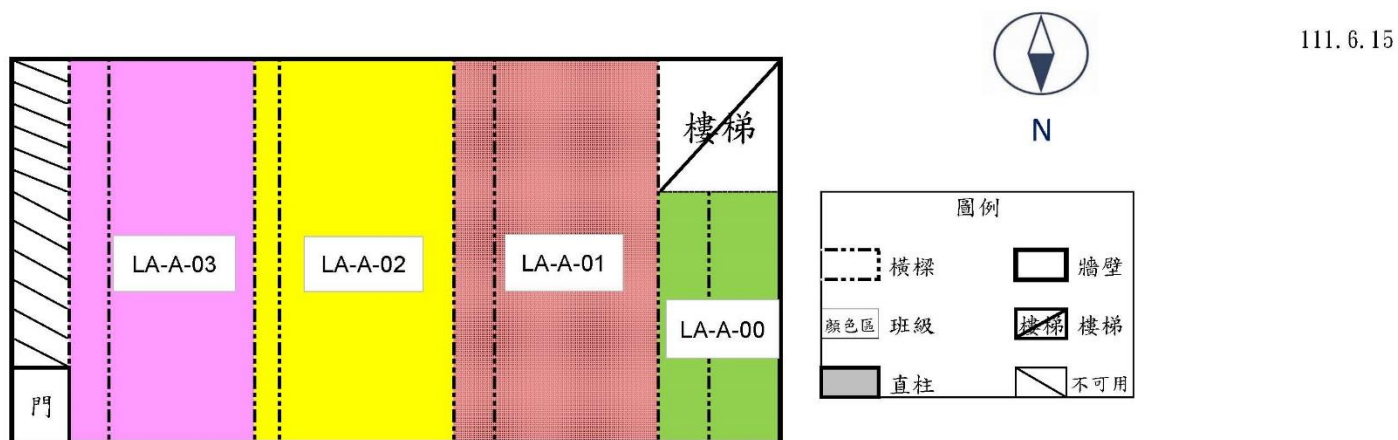 111.6.15
N
樓梯
LA-A-03
LA-A-02
LA-A-01
LA-A-00
門
圖例
橫樑
牆壁
顏色區 班級
樓梯 樓梯
直柱
不可用